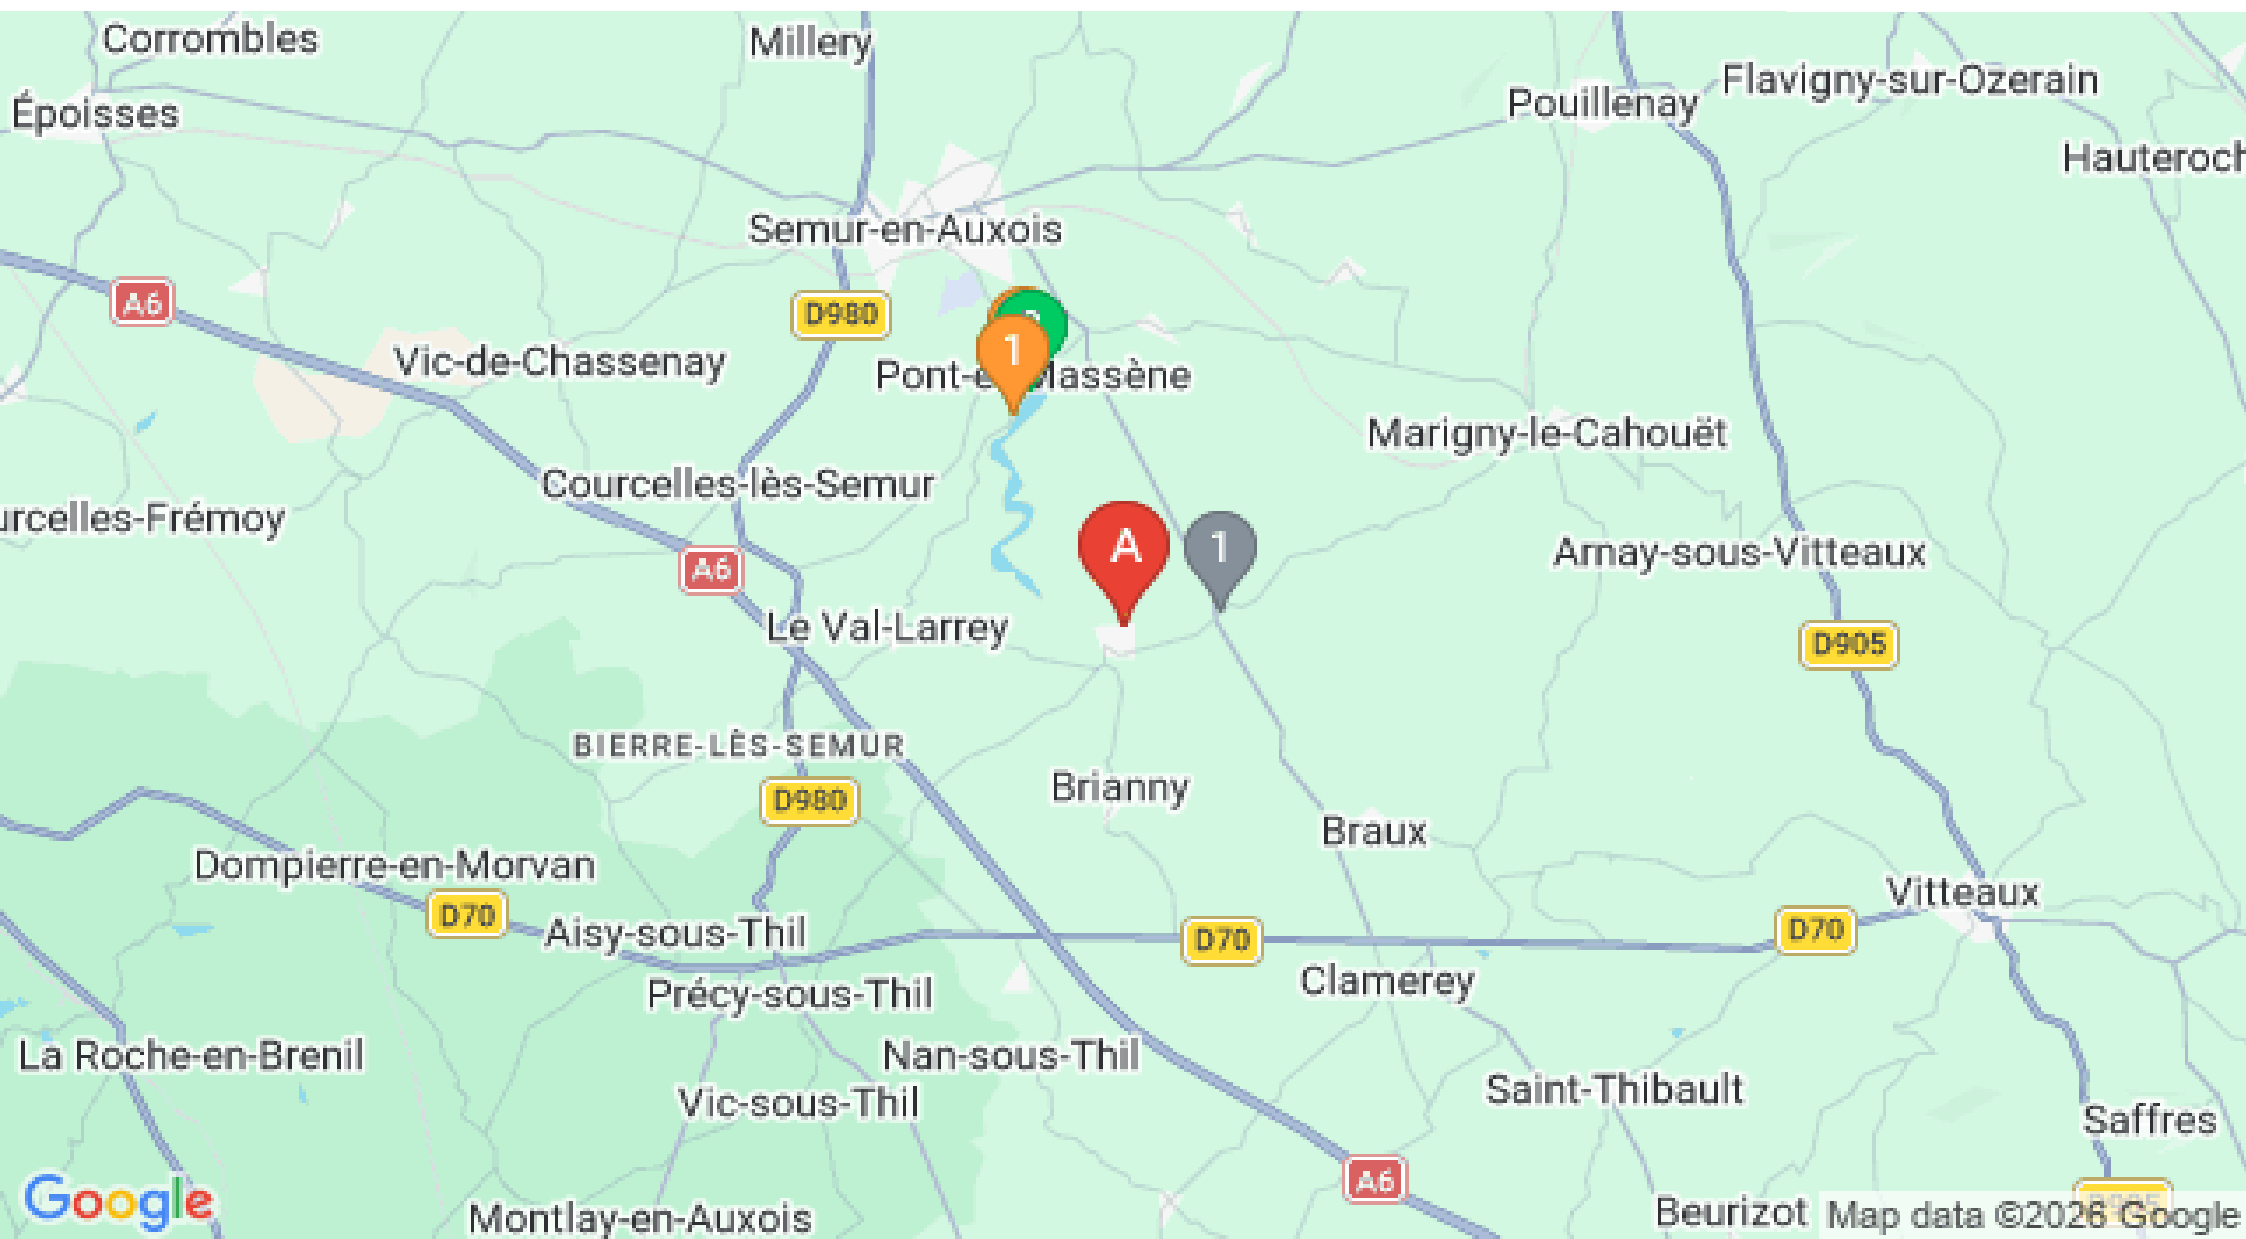 Corrombles
Millery
Flavigny-sur-Ozerain
Époisses
Pouillenay
Hauteroch
Semur-en-Auxois
A6
D980
1
Vic-de-Chassenay
Pont-e
Massène
Marigny-le-Cahouët
Courcelles-lès-Semur
urcelles-Frémoy
A
1
Arnay-sous-Vitteaux
A6
Le Val-Larrey
D905
BIERRE-LÈS-SEMUR
Brianny
D980
Braux
Dompierre-en-Morvan
Vitteaux
D70
Aisy-sous-Thil
D70
D70
Clamerey
Précy-sous-Thil
La Roche-en-Brenil
Nan-sous-Thil
Vic-sous-Thil
Saint-Thibault
Saffres
A6
Google
Montlay-en-Auxois
Beurizot
D905
Map data ©2026 Google